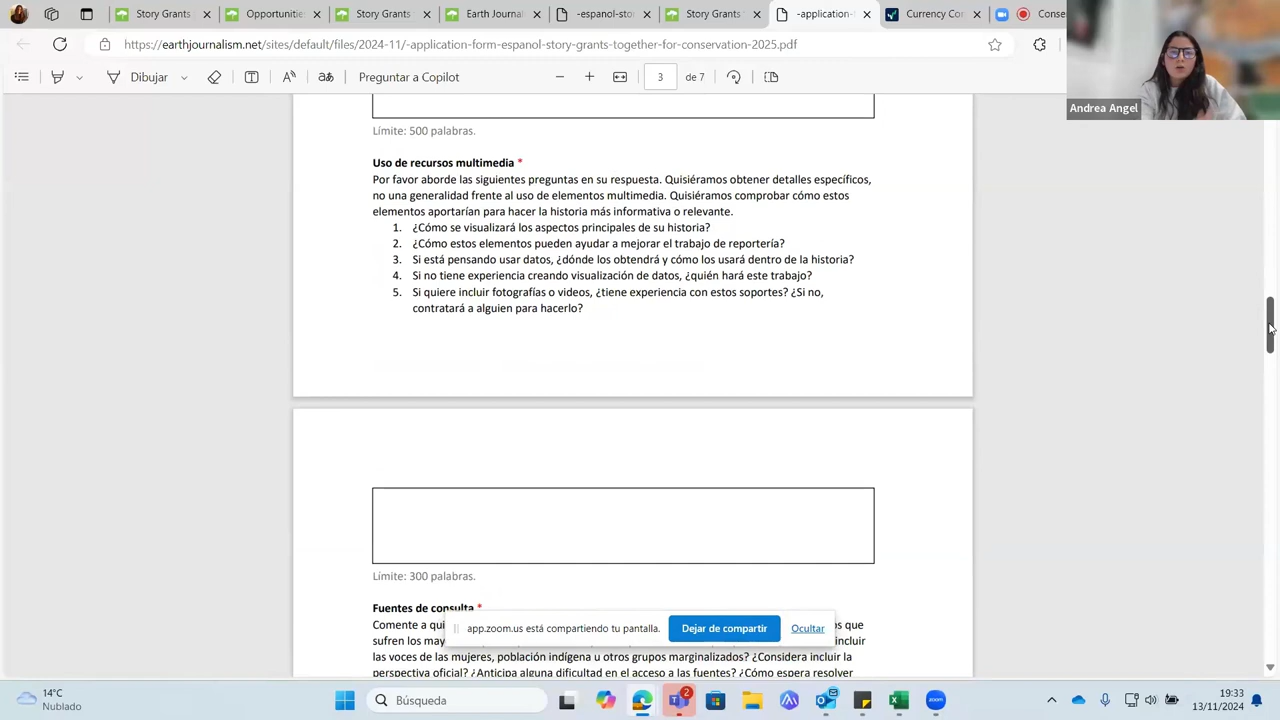 Story Grants
Opportunitie
Story Grants
Earth Journal
-espanol-sto
Story Grants
-application-
Currency Con
Conse
https://earthjournalism.net/sites/default/files/2024-11/-application-form-espanol-story-grants-together-for-conservation-2025.pdf
Dibujar
Preguntar a Copilot
3
de 7
Andrea Angel
Límite: 500 palabras.
Uso de recursos multimedia *
Por favor aborde las siguientes preguntas en su respuesta. Quisiéramos obtener detalles específicos,
no una generalidad frente al uso de elementos multimedia. Quisiéramos comprobar cómo estos
elementos aportarían para hacer la historia más informativa o relevante.
1. ¿Cómo se visualizará los aspectos principales de su historia?
2. ¿Cómo estos elementos pueden ayudar a mejorar el trabajo de reportería?
3. Si está pensando usar datos, ¿dónde los obtendrá y cómo los usará dentro de la historia?
4. Si no tiene experiencia creando visualización de datos, ¿quién hará este trabajo?
5. Si quiere incluir fotografías o videos, ¿tiene experiencia con estos soportes? ¿Si no,
contratará a alguien para hacerlo?
Límite: 300 palabras.
Fuentes de consulta *
Comente a qui
os que
sufren los may
incluir
app.zoom.us está compartiendo tu pantalla.
Dejar de compartir
Ocultar
las voces de las mujeres, población indígena u otros grupos marginalizados? ¿Considera incluir la
perspectiva oficial? ¿Anticipa alguna dificultad en el acceso a las fuentes? ¿Cómo espera resolver
14°C
Nublado
Búsqueda
2
zoom
19:33
13/11/2024